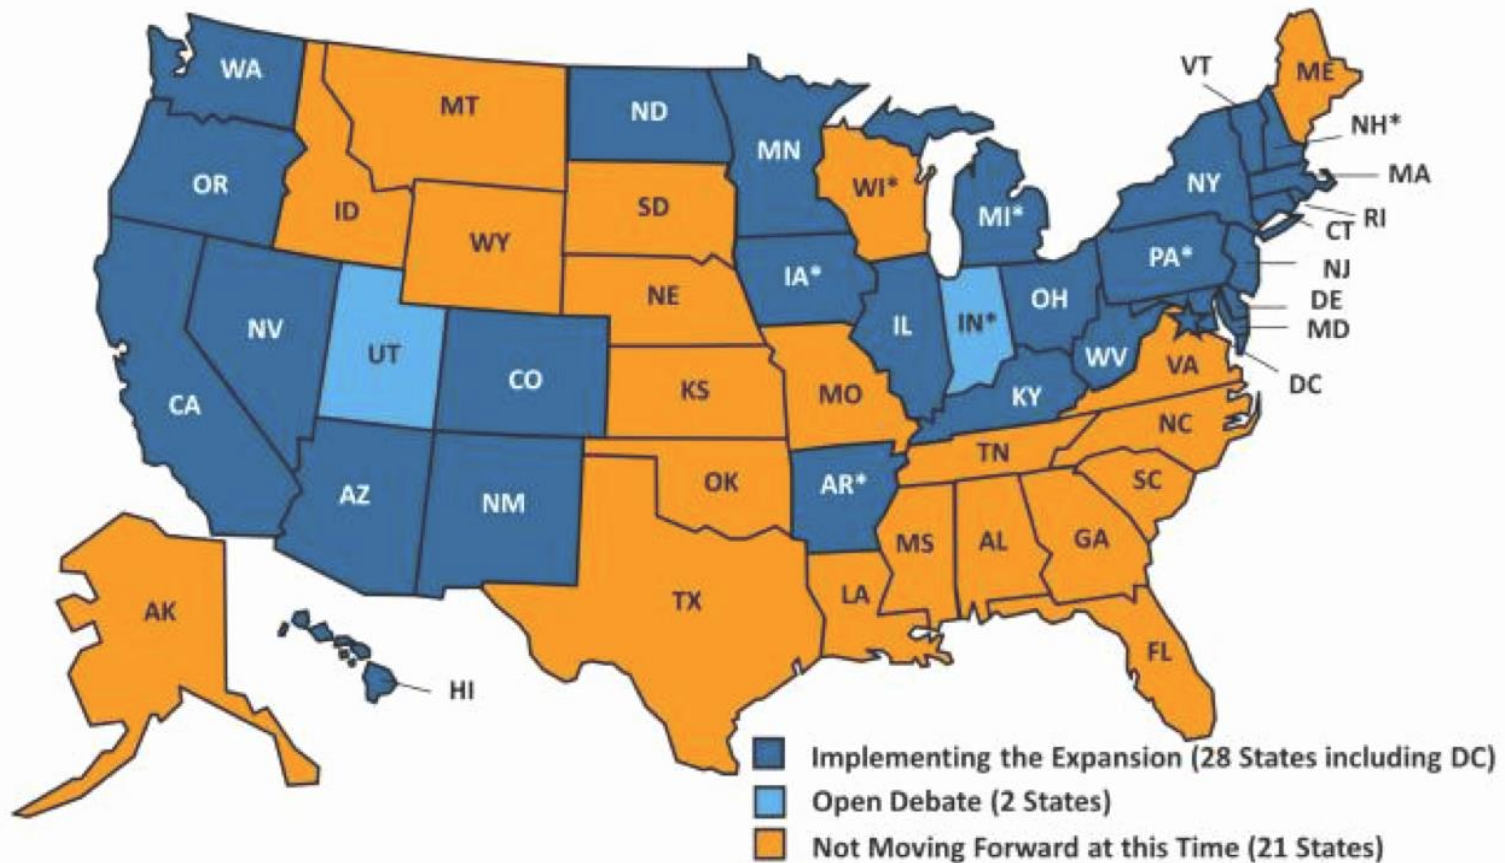 WA
MT
ND
MN
VT
ME
NH*
OR
ID
WY
SD
WI*
MI*
NY
MA
RI
CT
NV
UT
CO
NE
IA*
IL
IN*
OH
PA*
NJ
DE
MD
DC
CA
KS
MO
KY
WV
VA
AZ
NM
OK
AR*
TN
NC
SC
MS
AL
GA
AK
HI
TX
LA
FL
Implementing the Expansion (28 States including DC)
Open Debate (2 States)
Not Moving Forward at this Time (21 States)